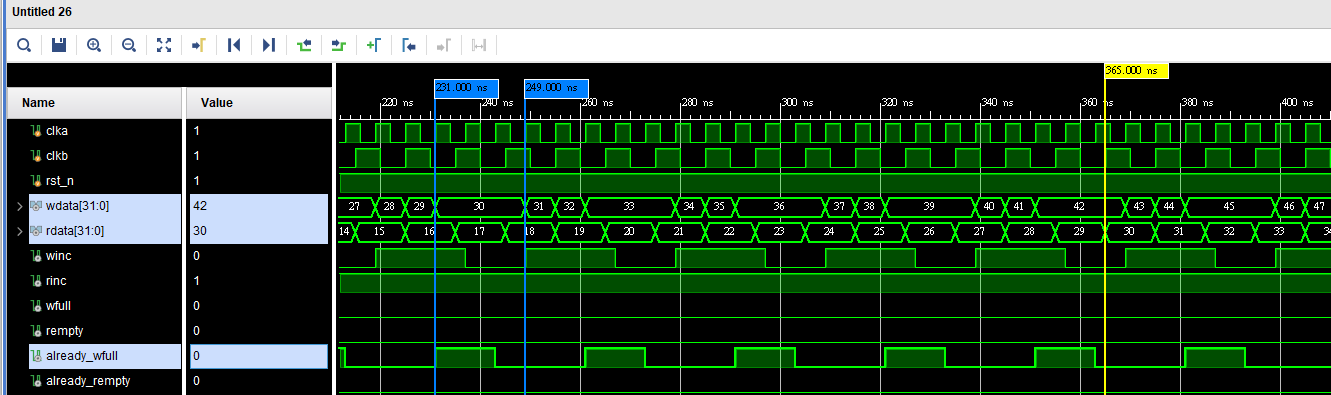 Untitled 26
231.000 ns 249.000 ns 365.000 ns
220 ns 240 ns 260 ns 280 ns 300 ns 320 ns 340 ns 360 ns 380 ns 400 ns
Name Value
clka 1
clkb 1
rst_n 1
wdata[31:0] 42 27 28 29 30 31 32 33 34 35 36 37 38 39 40 41 42 43 44 45 46 47
rdata[31:0] 30 14 15 16 17 18 19 20 21 22 23 24 25 26 27 28 29 30 31 32 33
winc 0
rinc 1
wfull 0
rempty 0
already_wfull 0
already_rempty 0